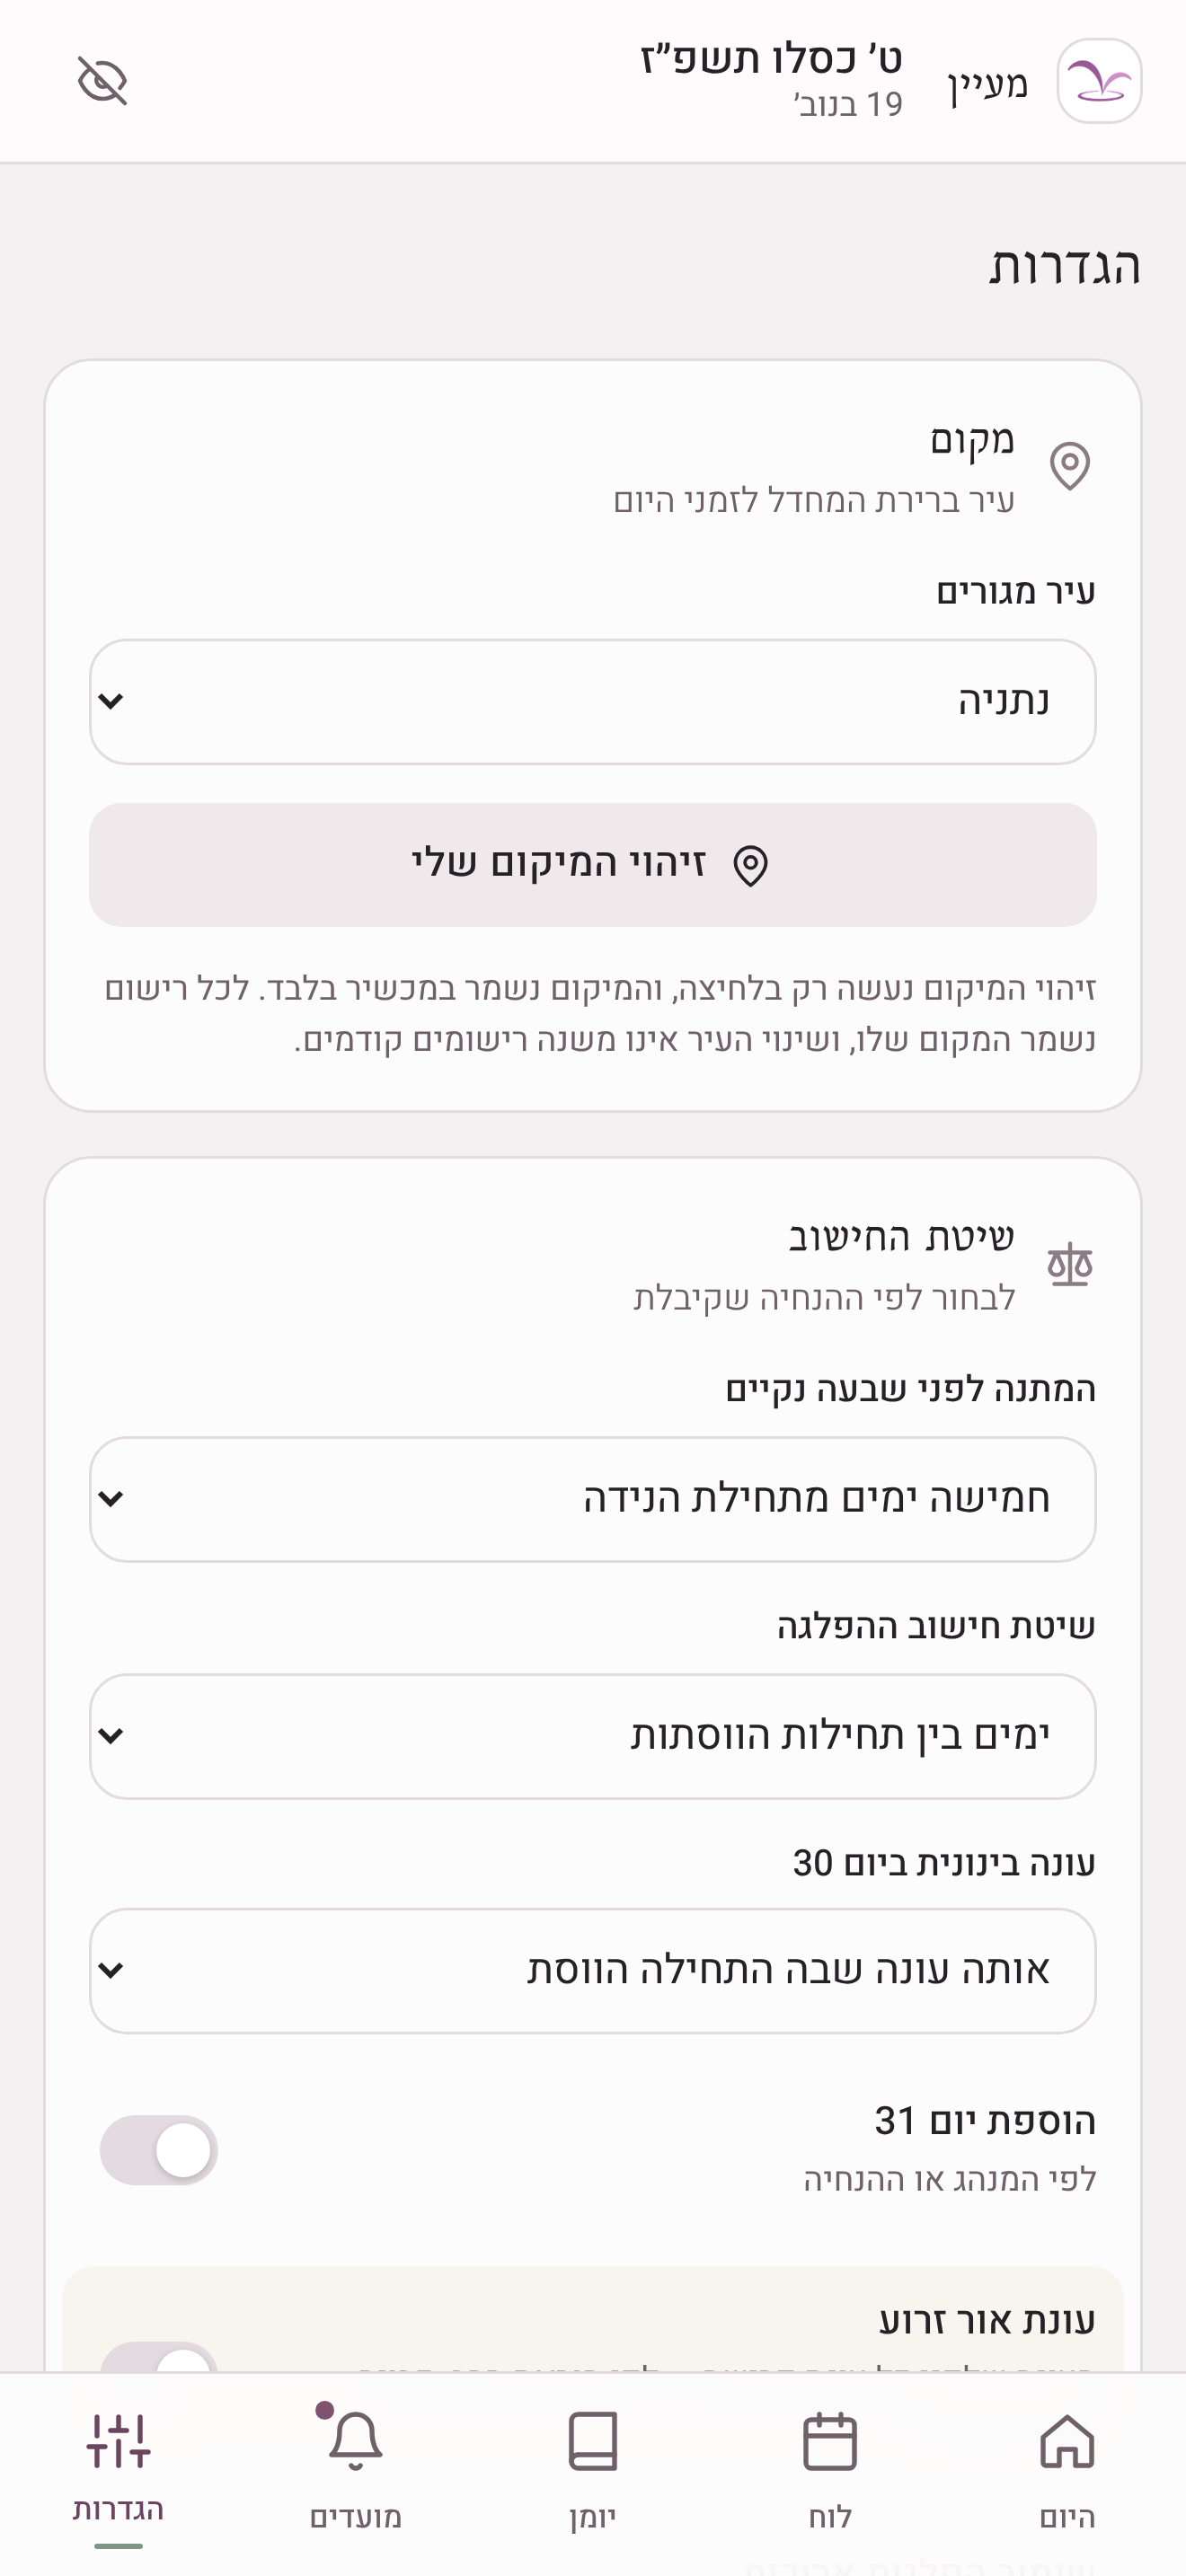 מעיין
ט׳ כסלו תשפ״ז
19 בנוב׳
הגדרות
מקום
עיר ברירת המחדל לזמני היום
עיר מגורים
נתניה
זיהוי המיקום שלי
זיהוי המיקום נעשה רק בלחיצה, והמיקום נשמר במכשיר בלבד. לכל רישום
נשמר המקום שלו, ושינוי העיר אינו משנה רישומים קודמים.
שיטת החישוב
לבחור לפי ההנחיה שקיבלת
המתנה לפני שבעה נקיים
חמישה ימים מתחילת הנידה
שיטת חישוב ההפלגה
ימים בין תחילות הווסתות
עונה בינונית ביום 30
אותה עונה שבה התחילה הווסת
הוספת יום 31
לפי המנהג או ההנחיה
עונת אור זרוע
היום
לוח
יומן
מועדים
הגדרות